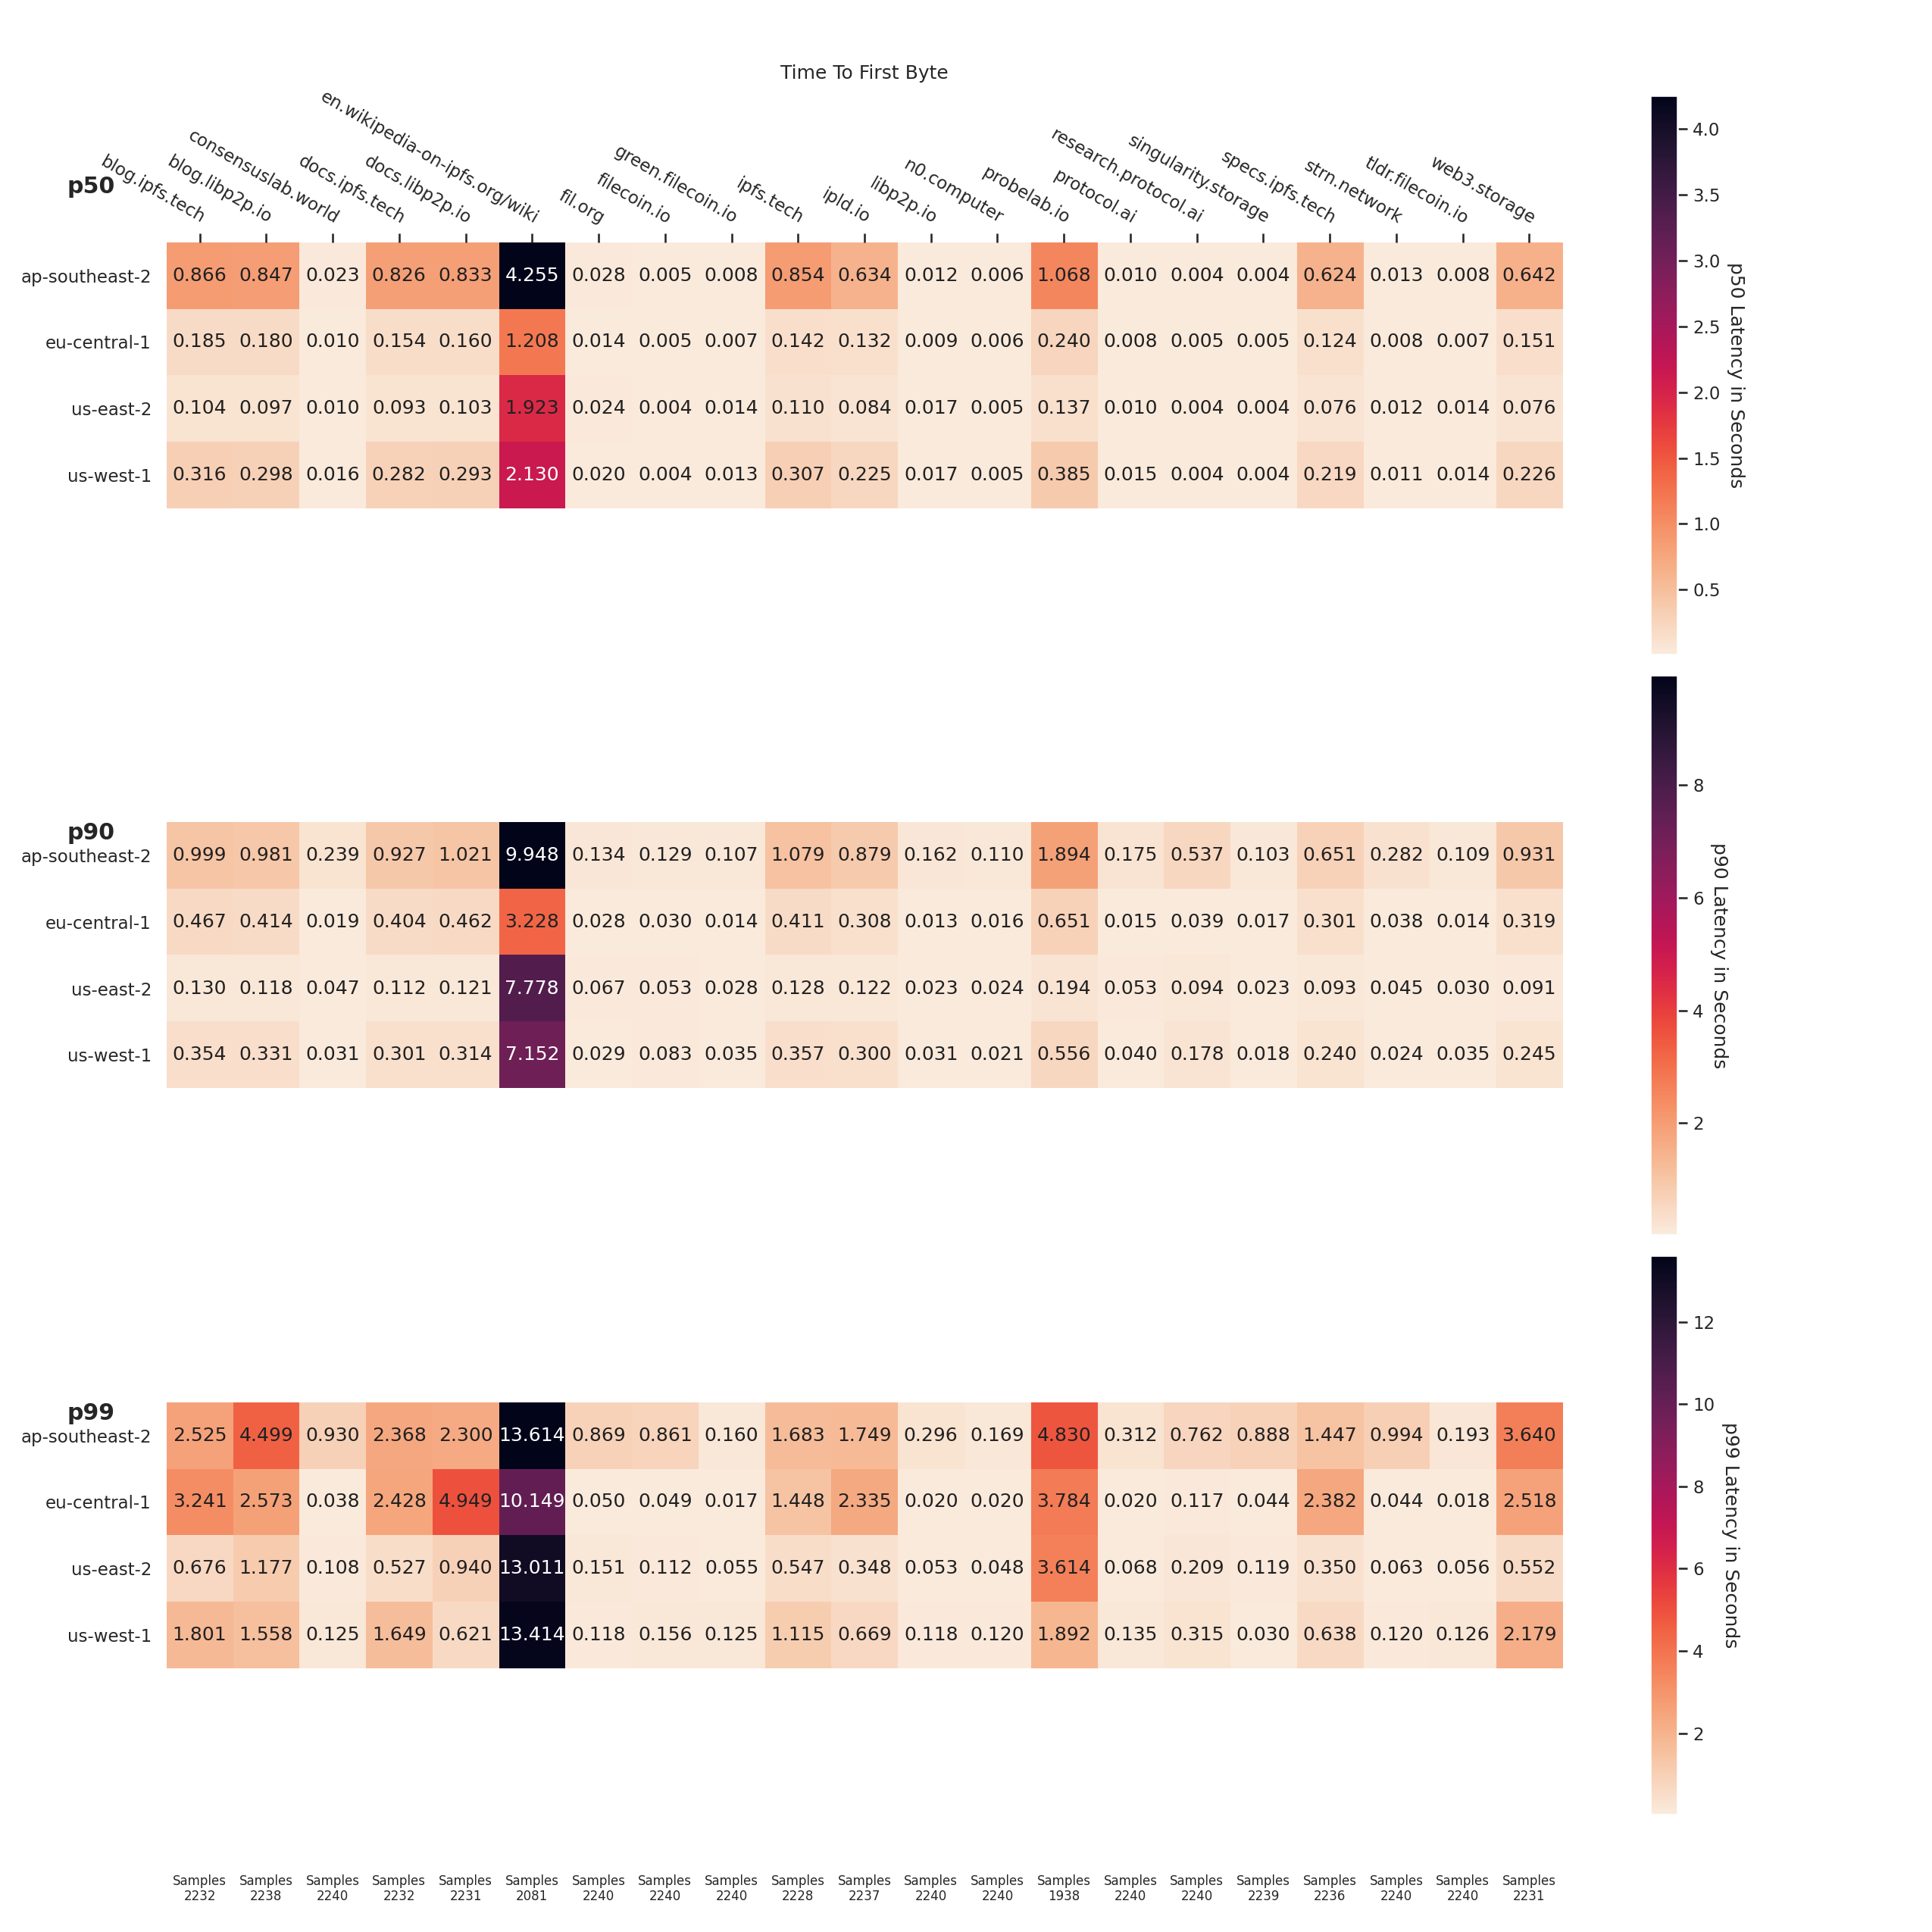 Time To First Byte
p50
blog.ipfs.tech
blog.libp2p.io
consensuslab.world
docs.ipfs.tech
docs.libp2p.io
en.wikipedia-on-ipfs.org/wiki
fil.org
filecoin.io
green.filecoin.io
ipfs.tech
ipld.io
libp2p.io
n0.computer
probelab.io
protocol.ai
research.protocol.ai
singularity.storage
specs.ipfs.tech
strn.network
tldr.filecoin.io
web3.storage
ap-southeast-2 0.866 0.847 0.023 0.826 0.833 4.255 0.028 0.005 0.008 0.854 0.634 0.012 0.006 1.068 0.010 0.004 0.004 0.624 0.013 0.008 0.642
eu-central-1 0.185 0.180 0.010 0.154 0.160 1.208 0.014 0.005 0.007 0.142 0.132 0.009 0.006 0.240 0.008 0.005 0.005 0.124 0.008 0.007 0.151
us-east-2 0.104 0.097 0.010 0.093 0.103 1.923 0.024 0.004 0.014 0.110 0.084 0.017 0.005 0.137 0.010 0.004 0.004 0.076 0.012 0.014 0.076
us-west-1 0.316 0.298 0.016 0.282 0.293 2.130 0.020 0.004 0.013 0.307 0.225 0.017 0.005 0.385 0.015 0.004 0.004 0.219 0.011 0.014 0.226
4.0
3.5
3.0
2.5
2.0
1.5
1.0
0.5
p50 Latency in Seconds
p90
ap-southeast-2 0.999 0.981 0.239 0.927 1.021 9.948 0.134 0.129 0.107 1.079 0.879 0.162 0.110 1.894 0.175 0.537 0.103 0.651 0.282 0.109 0.931
eu-central-1 0.467 0.414 0.019 0.404 0.462 3.228 0.028 0.030 0.014 0.411 0.308 0.013 0.016 0.651 0.015 0.039 0.017 0.301 0.038 0.014 0.319
us-east-2 0.130 0.118 0.047 0.112 0.121 7.778 0.067 0.053 0.028 0.128 0.122 0.023 0.024 0.194 0.053 0.094 0.023 0.093 0.045 0.030 0.091
us-west-1 0.354 0.331 0.031 0.301 0.314 7.152 0.029 0.083 0.035 0.357 0.300 0.031 0.021 0.556 0.040 0.178 0.018 0.240 0.024 0.035 0.245
8
6
4
2
p90 Latency in Seconds
p99
ap-southeast-2 2.525 4.499 0.930 2.368 2.300 13.614 0.869 0.861 0.160 1.683 1.749 0.296 0.169 4.830 0.312 0.762 0.888 1.447 0.994 0.193 3.640
eu-central-1 3.241 2.573 0.038 2.428 4.949 10.149 0.050 0.049 0.017 1.448 2.335 0.020 0.020 3.784 0.020 0.117 0.044 2.382 0.044 0.018 2.518
us-east-2 0.676 1.177 0.108 0.527 0.940 13.011 0.151 0.112 0.055 0.547 0.348 0.053 0.048 3.614 0.068 0.209 0.119 0.350 0.063 0.056 0.552
us-west-1 1.801 1.558 0.125 1.649 0.621 13.414 0.118 0.156 0.125 1.115 0.669 0.118 0.120 1.892 0.135 0.315 0.030 0.638 0.120 0.126 2.179
12
10
8
6
4
2
p99 Latency in Seconds
Samples Samples Samples Samples Samples Samples Samples Samples Samples Samples Samples Samples Samples Samples Samples Samples Samples Samples Samples Samples Samples
2232 2238 2240 2232 2231 2081 2240 2240 2240 2228 2237 2240 2240 1938 2240 2240 2239 2236 2240 2240 2231